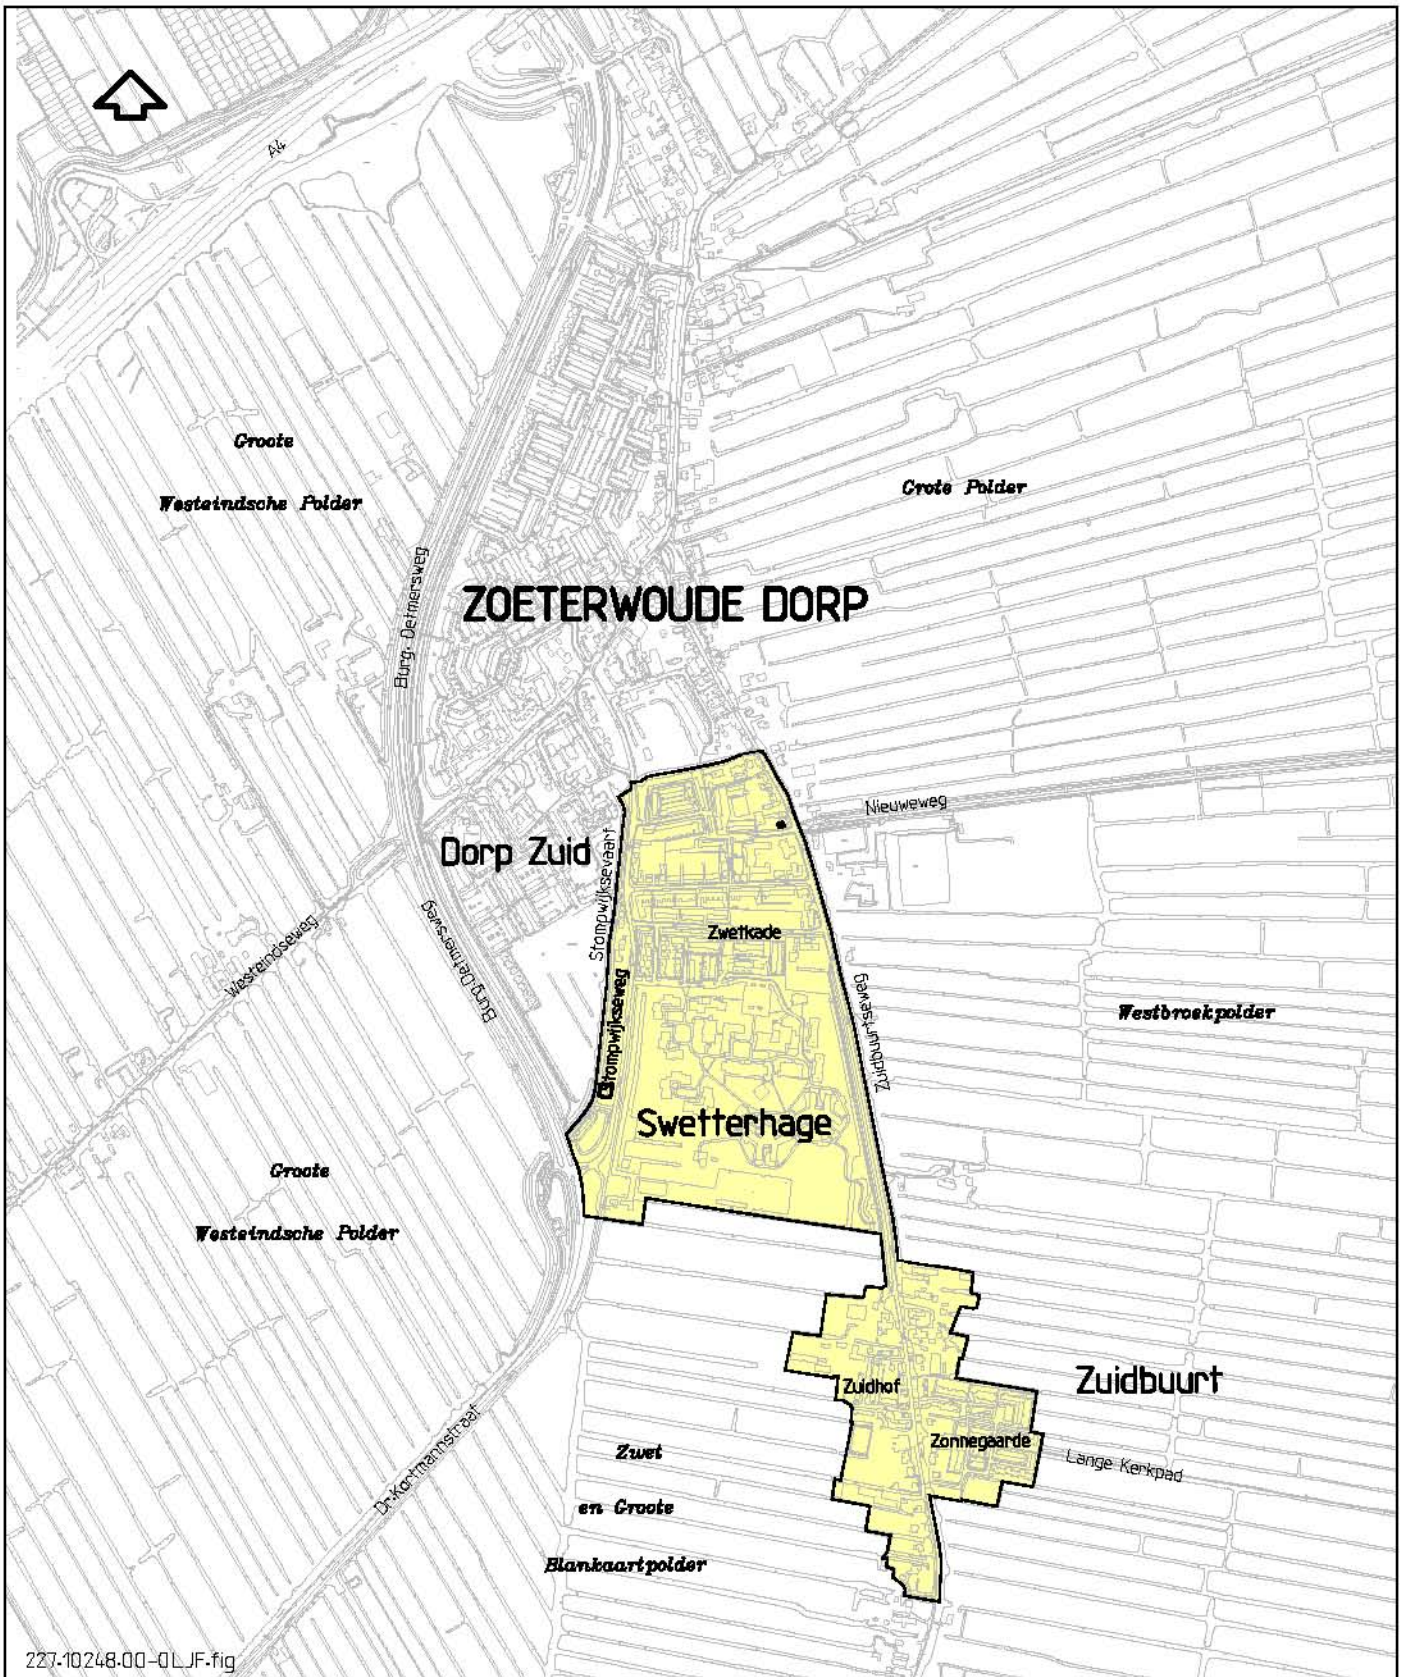 A4
Groote
Westeindsche Polder
Grote Polder
Burg. Detmersweg
ZOETERWOUDE DORP
Nieuweweg
Dorp Zuid
Stompwijksevaart
Zwetkade
Westeindseweg
Burg.Detmersweg
Stompwijkseweg
Zuidbuurtseweg
Westbroekpolder
Swetterhage
Groote
Westeindsche Polder
Zuidbuurt
Zuidhof
Zonnegaarde
Lange Kerkpad
Dr.Kortmannstraat
Zwet
en Groote
Blankaartpolder
227.10248.00-0L_JF.fig